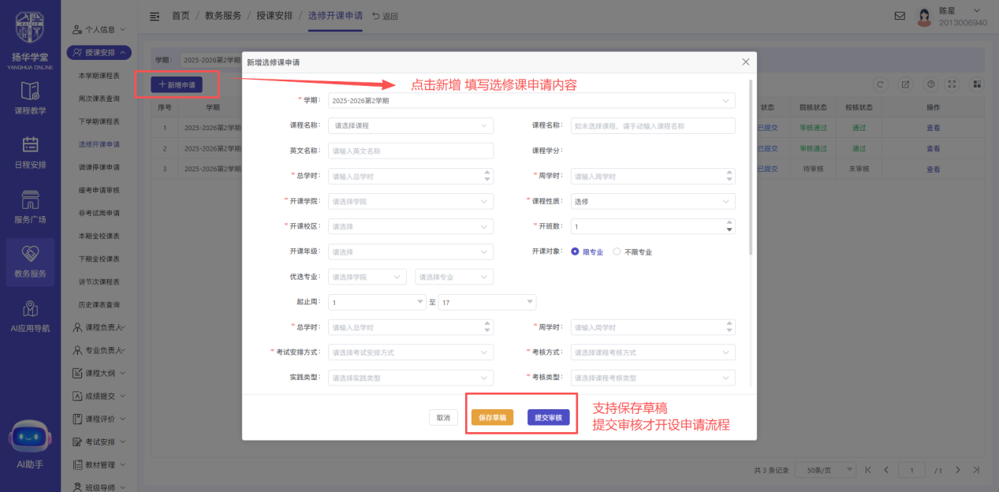 首页 / 教务服务 / 授课安排 / 选修开课申请 返回
陈星
2013006940
扬华学堂
YANGHUA ONLINE
课程教学
日程安排
服务广场
教务服务
AI应用导航
AI助手
个人信息
授课安排
本学期课程表
周次课表查询
下学期课程表
选修开课申请
调课停课申请
缓考申请审核
非考试周申请
本期全校课表
下期全校课表
讲节次课程表
历史课表查询
课程负责人
专业负责人
课程大纲
成绩提交
课程评价
考试安排
教材管理
班级导师
学期: 2025-2026第2学期
+新增申请
序号 学期 状态 院核状态 校核状态 操作
1 2025-2026第2学期 已提交 审核通过 通过 查看
2 2025-2026第2学期 已提交 审核通过 通过 查看
3 2025-2026第2学期 已提交 待审核 未审核 查看
新增选修课申请
点击新增 填写选修课申请内容
* 学期: 2025-2026第2学期
课程名称: 请选择课程 课程名称: 如未选择课程，请手动输入课程名称
英文名称: 请输入英文名称 课程学分:
* 总学时: 请输入总学时 * 周学时: 请输入周学时
* 开课学院: 请选择学院 * 课程性质: 选修
* 开课校区: 请选择 * 开班数: 1
开课年级: 请选择 开课对象: 限专业 不限专业
优选专业: 请选择学院 请选择专业
起止周: 1 至 17
* 总学时: 请输入总学时 * 周学时: 请输入周学时
* 考试安排方式: 请选择考试安排方式 * 考核方式: 请选择课程考核方式
实践类型: 请选择实践类型 * 考核类型: 请选择课程考核类型
取消 保存草稿 提交审核
支持保存草稿
提交审核才开设申请流程
共 3 条记录 50条/页 1 / 1